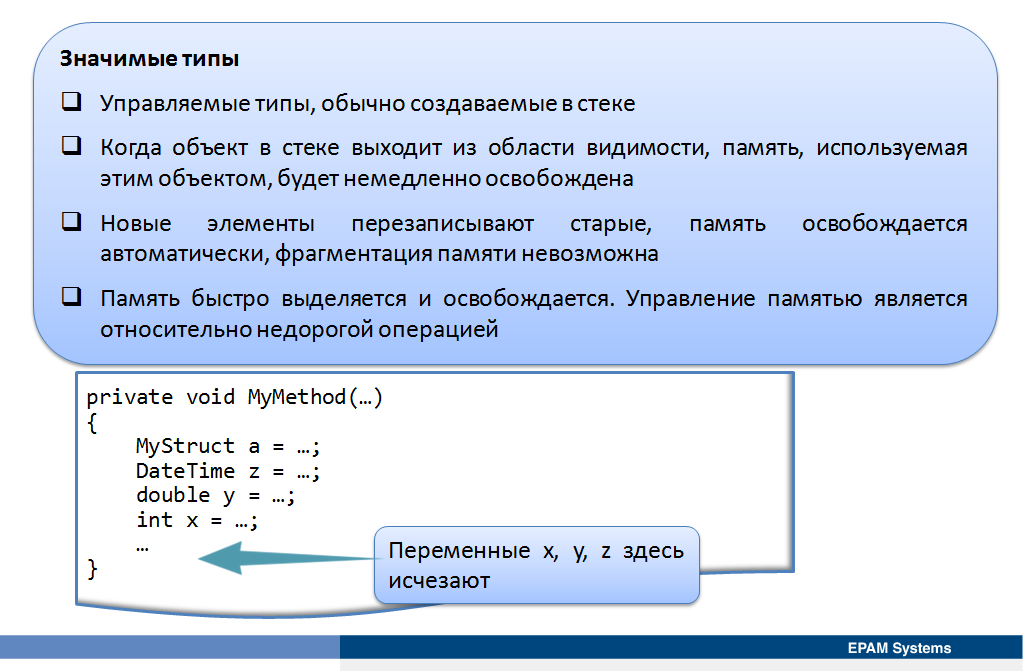 Значимые типы
Управляемые типы, обычно создаваемые в стеке
Когда объект в стеке выходит из области видимости, память, используемая
этим объектом, будет немедленно освобождена
Новые элементы перезаписывают старые, память освобождается
автоматически, фрагментация памяти невозможна
Память быстро выделяется и освобождается. Управление памятью является
относительно недорогой операцией
private void MyMethod(…)
{
MyStruct a = …;
DateTime z = …;
double y = …;
int x = …;
…
}
Переменные x, y, z здесь
исчезают
EPAM Systems